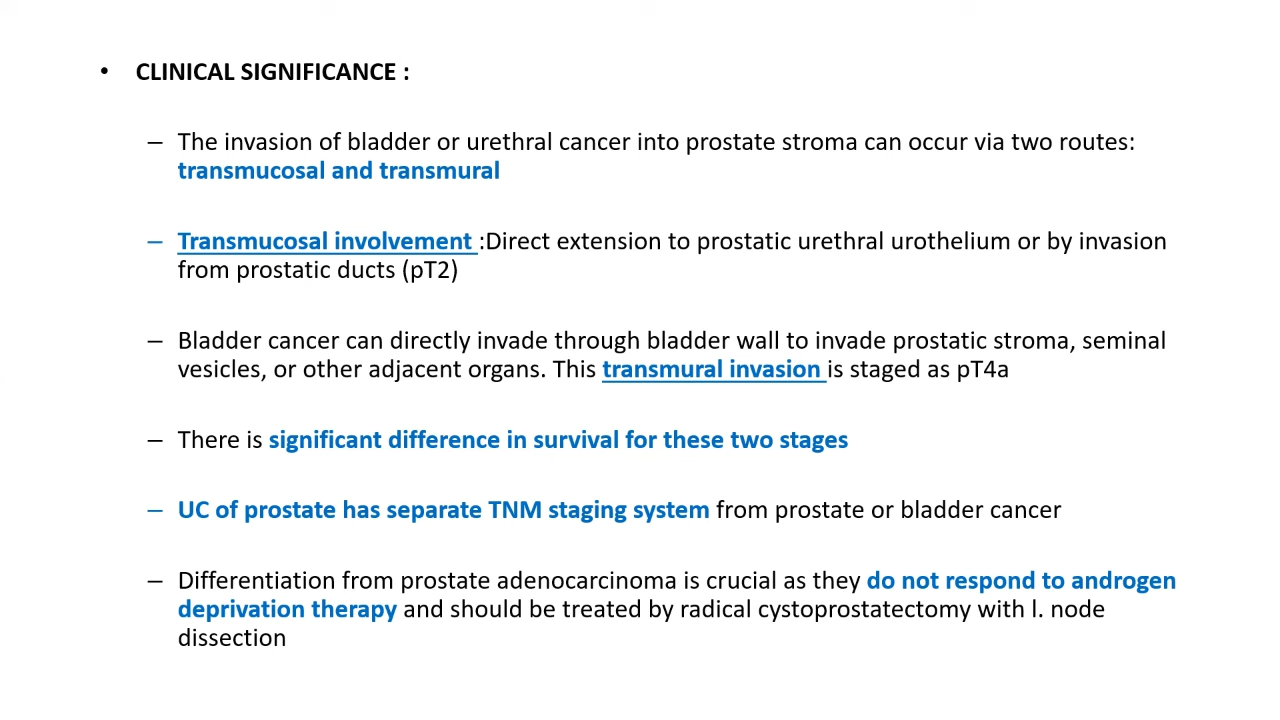 • CLINICAL SIGNIFICANCE :
– The invasion of bladder or urethral cancer into prostate stroma can occur via two routes:
transmucosal and transmural
– Transmucosal involvement :Direct extension to prostatic urethral urothelium or by invasion
from prostatic ducts (pT2)
– Bladder cancer can directly invade through bladder wall to invade prostatic stroma, seminal
vesicles, or other adjacent organs. This transmural invasion is staged as pT4a
– There is significant difference in survival for these two stages
– UC of prostate has separate TNM staging system from prostate or bladder cancer
– Differentiation from prostate adenocarcinoma is crucial as they do not respond to androgen
deprivation therapy and should be treated by radical cystoprostatectomy with l. node
dissection